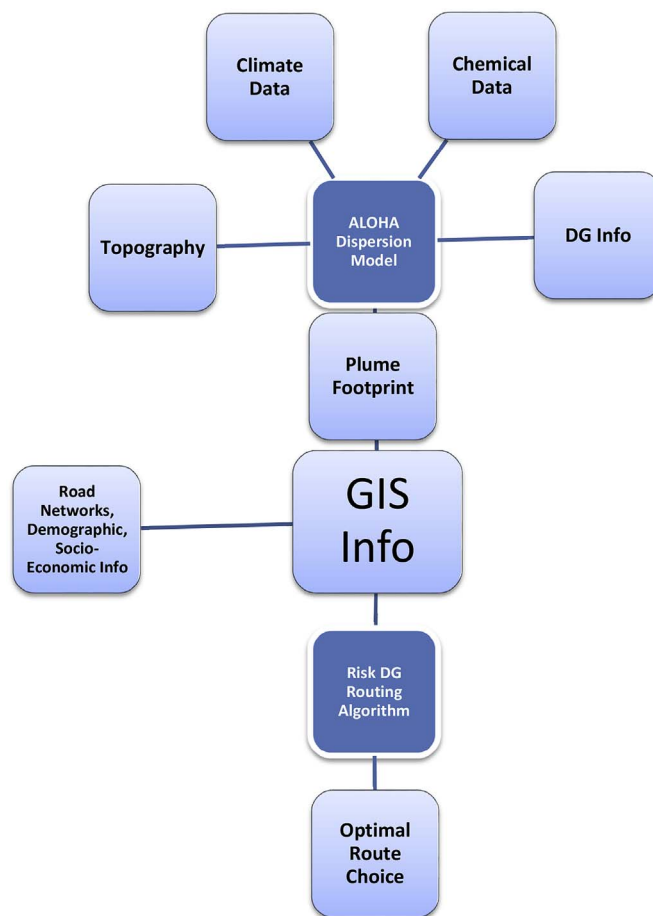 Climate
Data
Chemical
Data
Topography
ALOHA
Dispersion
Model
DG Info
Plume
Footprint
Road
Networks,
Demographic,
Socio-
Economic Info
GIS
Info
Risk DG
Routing
Algorithm
Optimal
Route
Choice